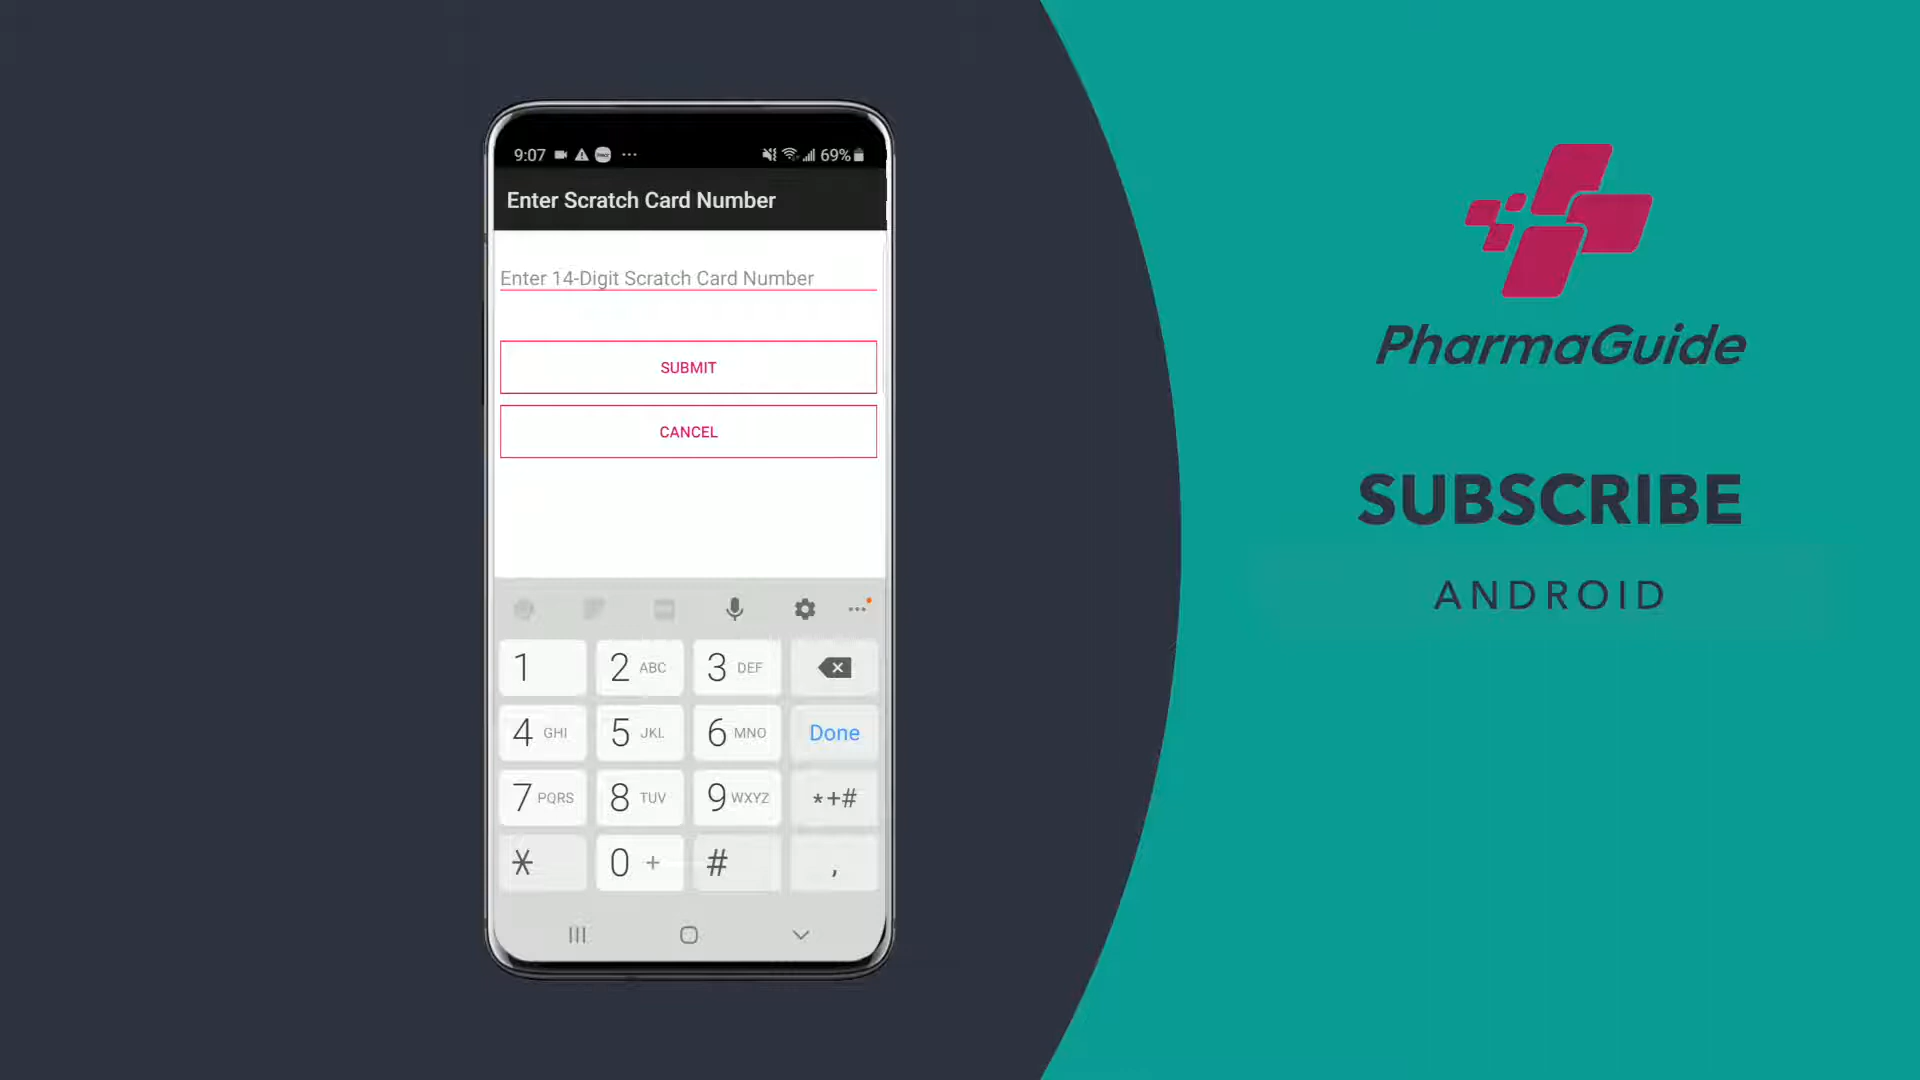 9:07
69%
Enter Scratch Card Number
Enter 14-Digit Scratch Card Number
SUBMIT
CANCEL
1
2 ABC
3 DEF
4 GHI
5 JKL
6 MNO
Done
7 PQRS
8 TUV
9 WXYZ
*+#
*
0 +
#
,
PharmaGuide
SUBSCRIBE
ANDROID